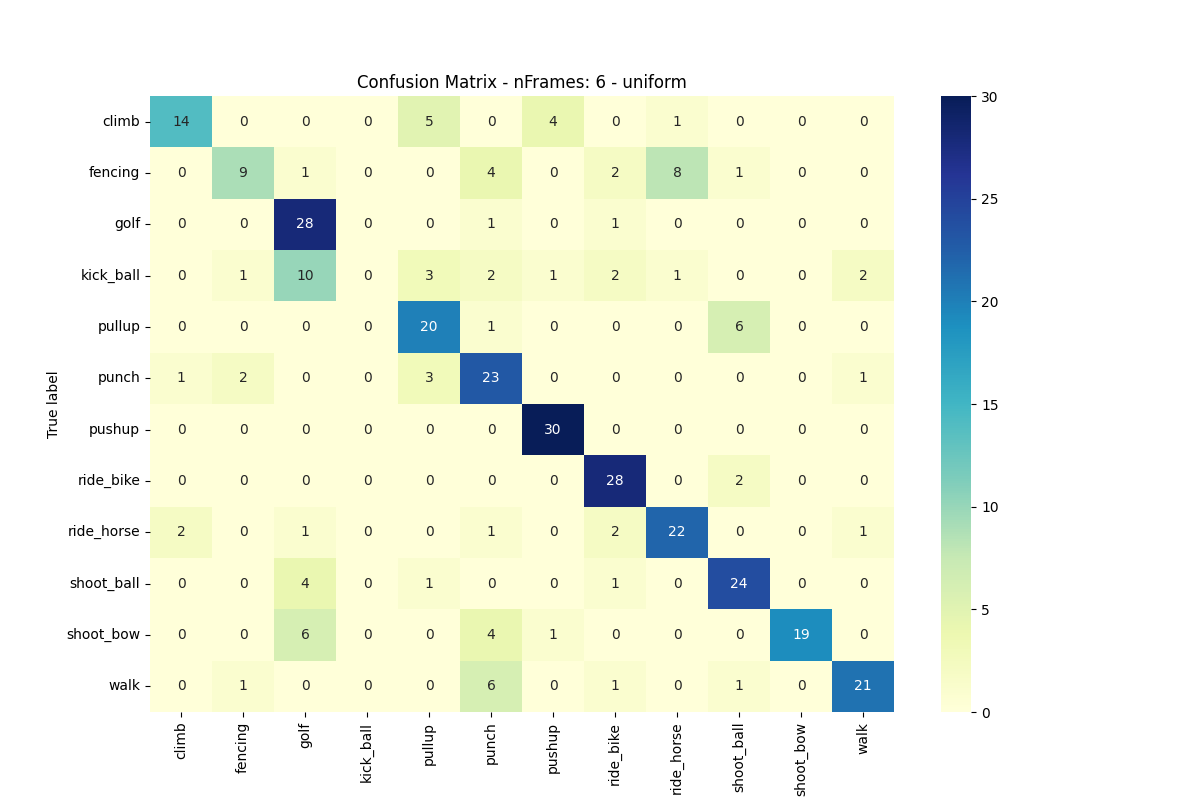 Confusion Matrix - nFrames: 6 - uniform
True label
climb 14 0 0 0 5 0 4 0 1 0 0 0
fencing 0 9 1 0 0 4 0 2 8 1 0 0
golf 0 0 28 0 0 1 0 1 0 0 0 0
kick_ball 0 1 10 0 3 2 1 2 1 0 0 2
pullup 0 0 0 0 20 1 0 0 0 6 0 0
punch 1 2 0 0 3 23 0 0 0 0 0 1
pushup 0 0 0 0 0 0 30 0 0 0 0 0
ride_bike 0 0 0 0 0 0 0 28 0 2 0 0
ride_horse 2 0 1 0 0 1 0 2 22 0 0 1
shoot_ball 0 0 4 0 1 0 0 1 0 24 0 0
shoot_bow 0 0 6 0 0 4 1 0 0 0 19 0
walk 0 1 0 0 0 6 0 1 0 1 0 21
climb fencing golf kick_ball pullup punch pushup ride_bike ride_horse shoot_ball shoot_bow walk
30
25
20
15
10
5
0